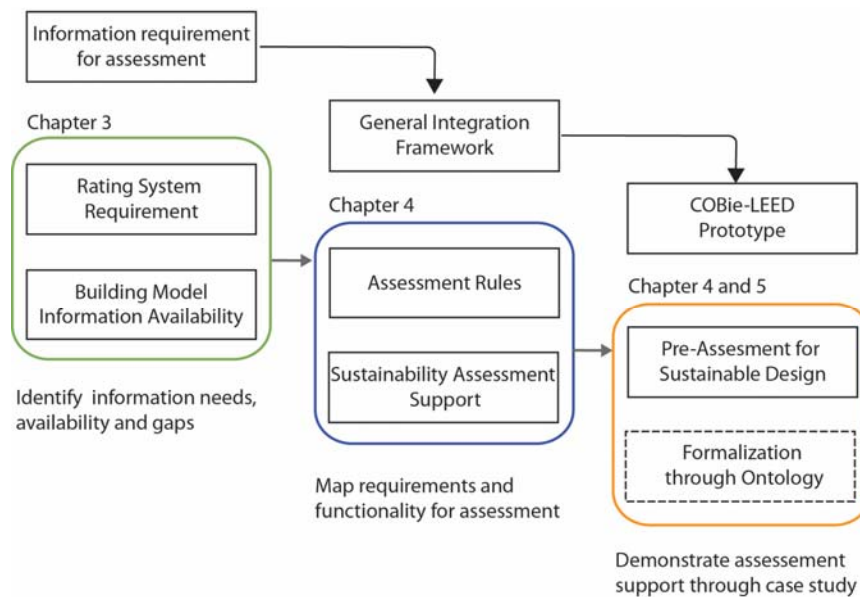 Information requirement
for assessment
Chapter 3
Rating System
Requirement
Building Model
Information Availability
Identify information needs,
availability and gaps
General Integration
Framework
Chapter 4
Assessment Rules
Sustainability Assessment
Support
Map requirements and
functionality for assessment
COBie-LEED
Prototype
Chapter 4 and 5
Pre-Assesment for
Sustainable Design
Formalization
through Ontology
Demonstrate assessement
support through case study